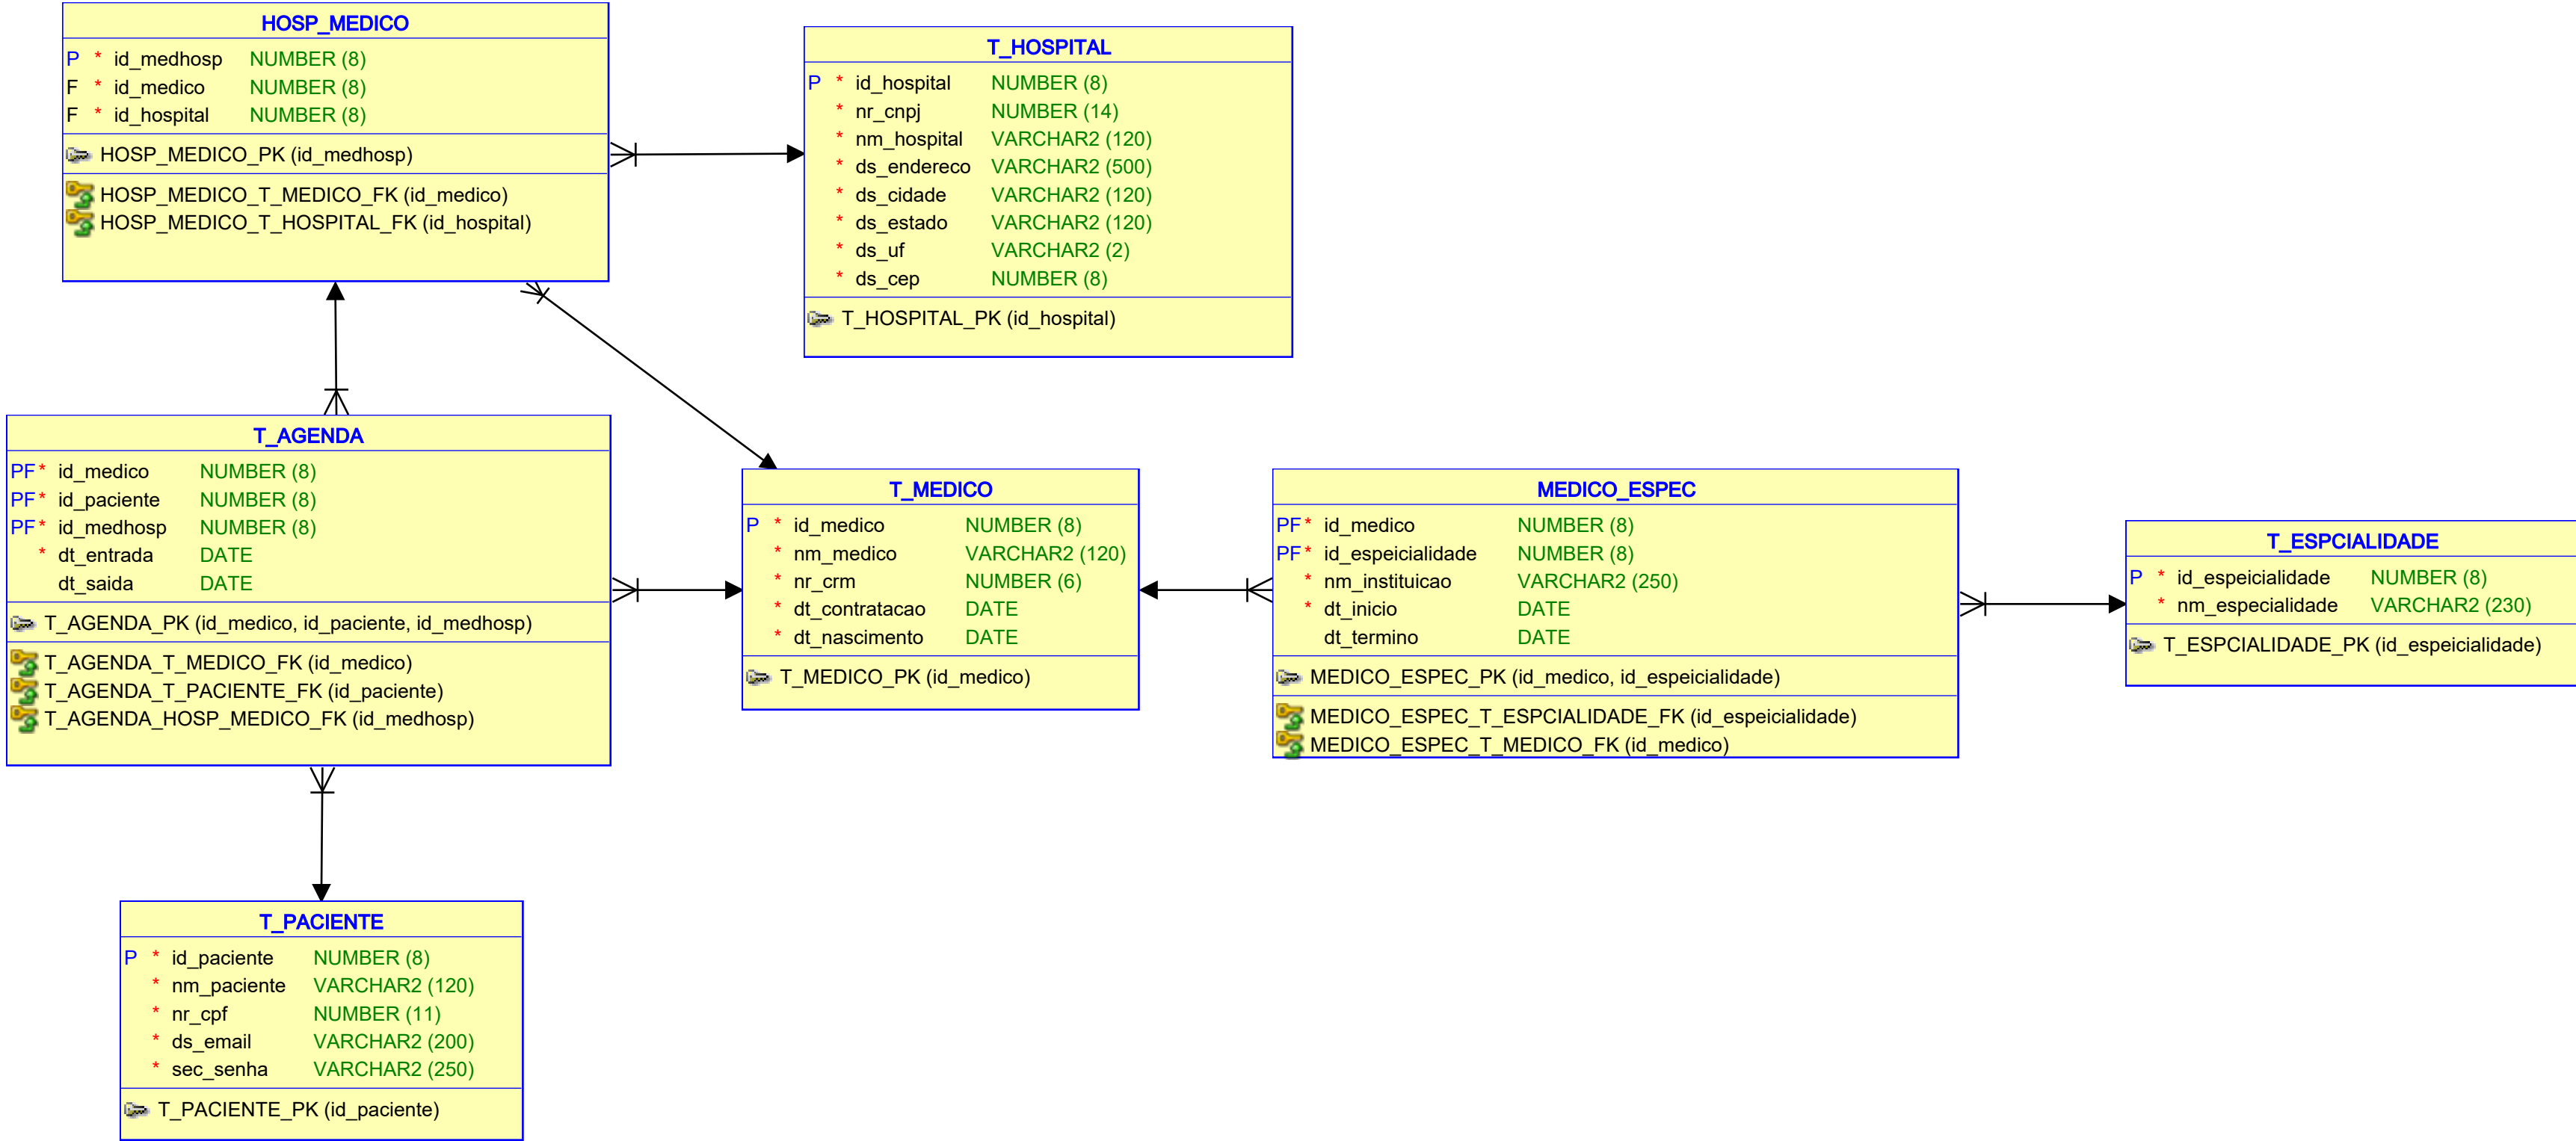 HOSP_MEDICO
P * id_medhosp NUMBER (8)
F * id_medico NUMBER (8)
F * id_hospital NUMBER (8)
HOSP_MEDICO_PK (id_medhosp)
HOSP_MEDICO_T_MEDICO_FK (id_medico)
HOSP_MEDICO_T_HOSPITAL_FK (id_hospital)
T_HOSPITAL
P * id_hospital NUMBER (8)
* nr_cnpj NUMBER (14)
* nm_hospital VARCHAR2 (120)
* ds_endereco VARCHAR2 (500)
* ds_cidade VARCHAR2 (120)
* ds_estado VARCHAR2 (120)
* ds_uf VARCHAR2 (2)
* ds_cep NUMBER (8)
T_HOSPITAL_PK (id_hospital)
T_AGENDA
PF * id_medico NUMBER (8)
PF * id_paciente NUMBER (8)
PF * id_medhosp NUMBER (8)
* dt_entrada DATE
dt_saida DATE
T_AGENDA_PK (id_medico, id_paciente, id_medhosp)
T_AGENDA_T_MEDICO_FK (id_medico)
T_AGENDA_T_PACIENTE_FK (id_paciente)
T_AGENDA_HOSP_MEDICO_FK (id_medhosp)
T_MEDICO
P * id_medico NUMBER (8)
* nm_medico VARCHAR2 (120)
* nr_crm NUMBER (6)
* dt_contratacao DATE
* dt_nascimento DATE
T_MEDICO_PK (id_medico)
MEDICO_ESPEC
PF * id_medico NUMBER (8)
PF * id_espeicialidade NUMBER (8)
* nm_instituicao VARCHAR2 (250)
* dt_inicio DATE
dt_termino DATE
MEDICO_ESPEC_PK (id_medico, id_espeicialidade)
MEDICO_ESPEC_T_ESPCIALIDADE_FK (id_espeicialidade)
MEDICO_ESPEC_T_MEDICO_FK (id_medico)
T_ESPCIALIDADE
P * id_espeicialidade NUMBER (8)
* nm_especialidade VARCHAR2 (230)
T_ESPCIALIDADE_PK (id_espeicialidade)
T_PACIENTE
P * id_paciente NUMBER (8)
* nm_paciente VARCHAR2 (120)
* nr_cpf NUMBER (11)
* ds_email VARCHAR2 (200)
* sec_senha VARCHAR2 (250)
T_PACIENTE_PK (id_paciente)